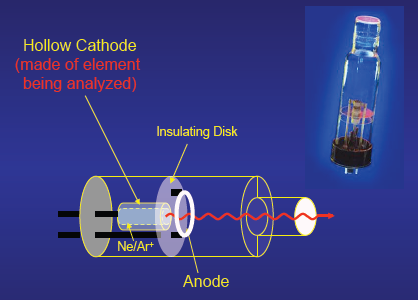 Hollow Cathode
(made of element
being analyzed)
Insulating Disk
Ne/Ar⁺
Anode